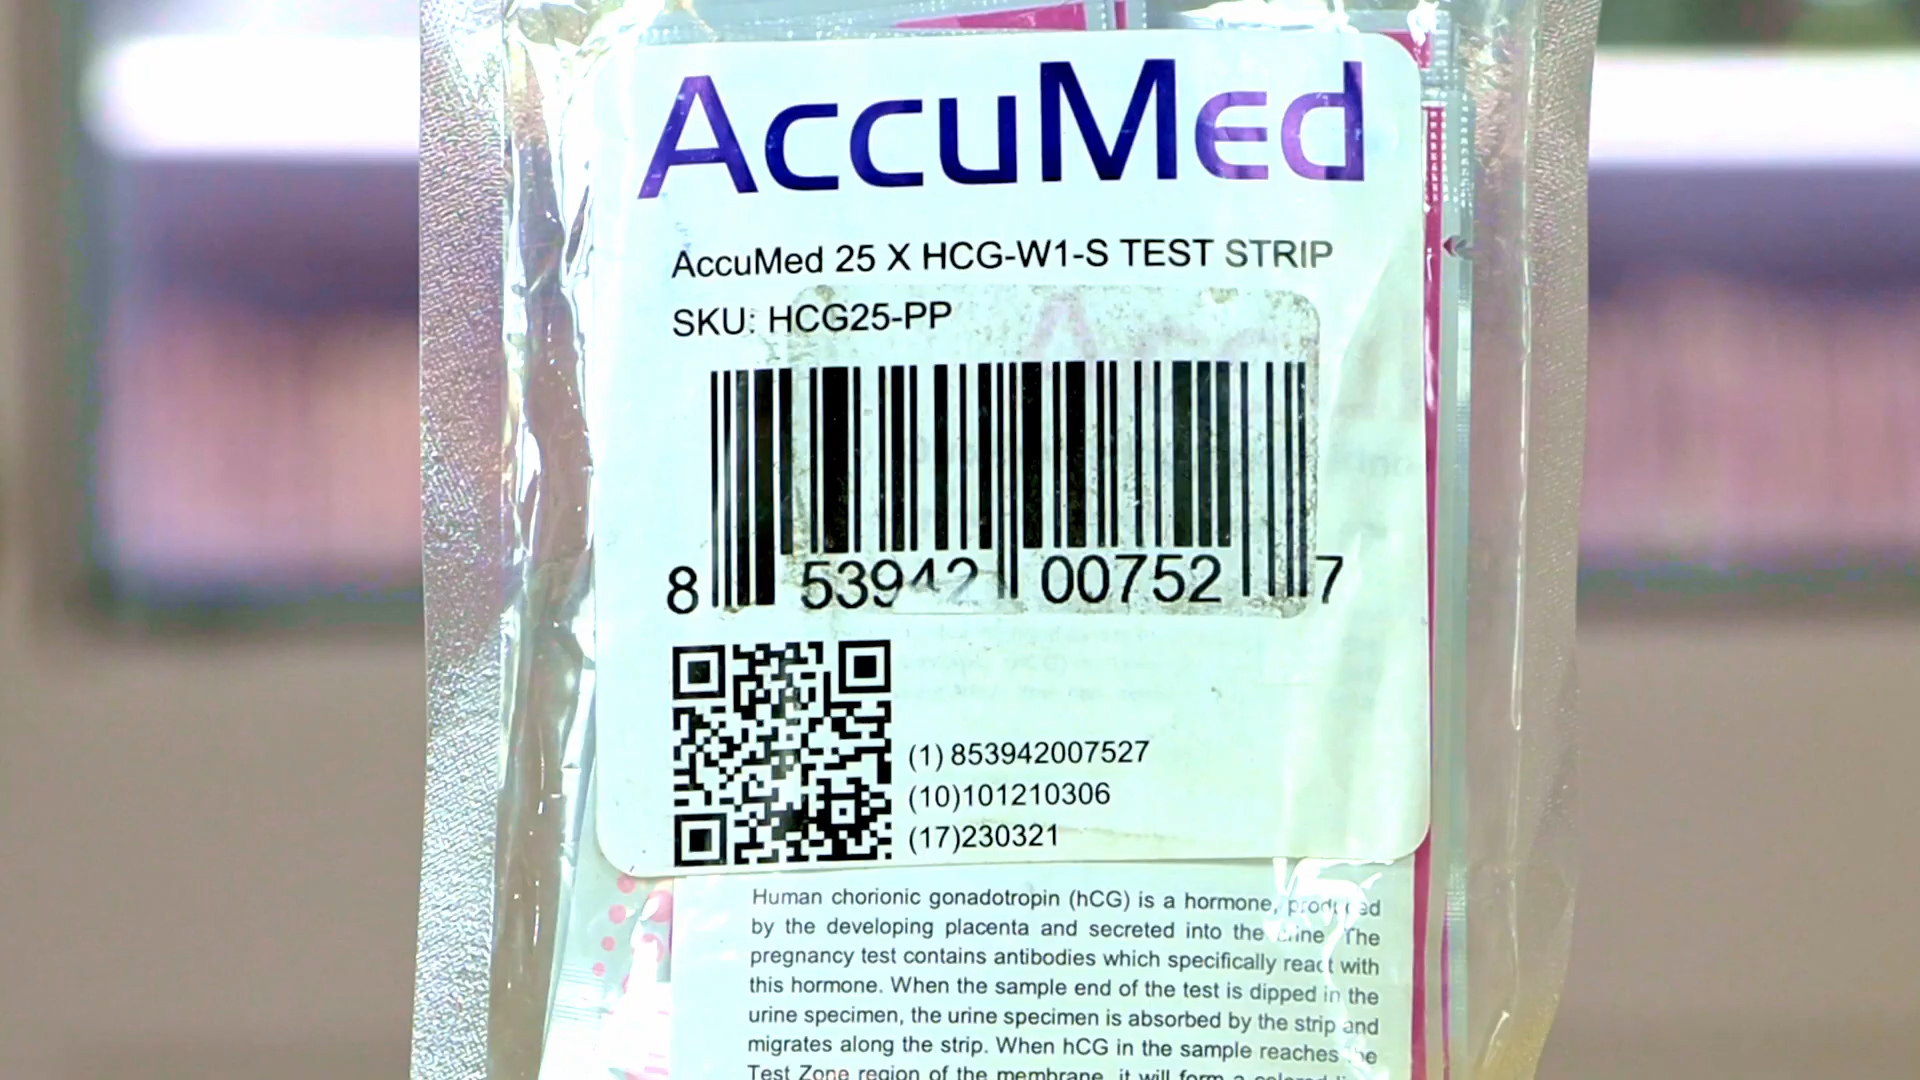 AccuMed
AccuMed 25 X HCG-W1-S TEST STRIP
SKU: HCG25-PP
8 53942 00752 7
(1) 853942007527
(10)101210306
(17)230321
Human chorionic gonadotropin (hCG) is a hormone, produced
by the developing placenta and secreted into the urine. The
pregnancy test contains antibodies which specifically react with
this hormone. When the sample end of the test is dipped in the
urine specimen, the urine specimen is absorbed by the strip and
migrates along the strip. When hCG in the sample reaches the
Test Zone region of the membrane, it will form a colored